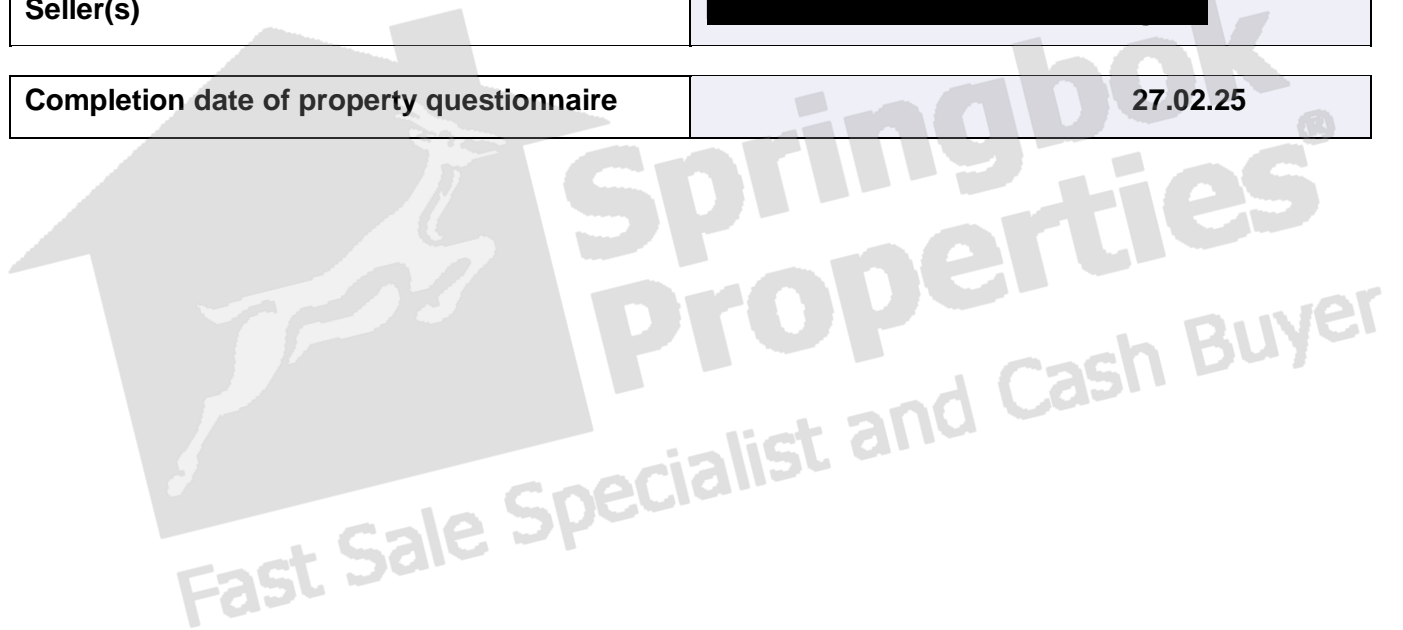 Seller(s)
Completion date of property questionnaire 27.02.25
Springbok
Properties®
Fast Sale Specialist and Cash Buyer